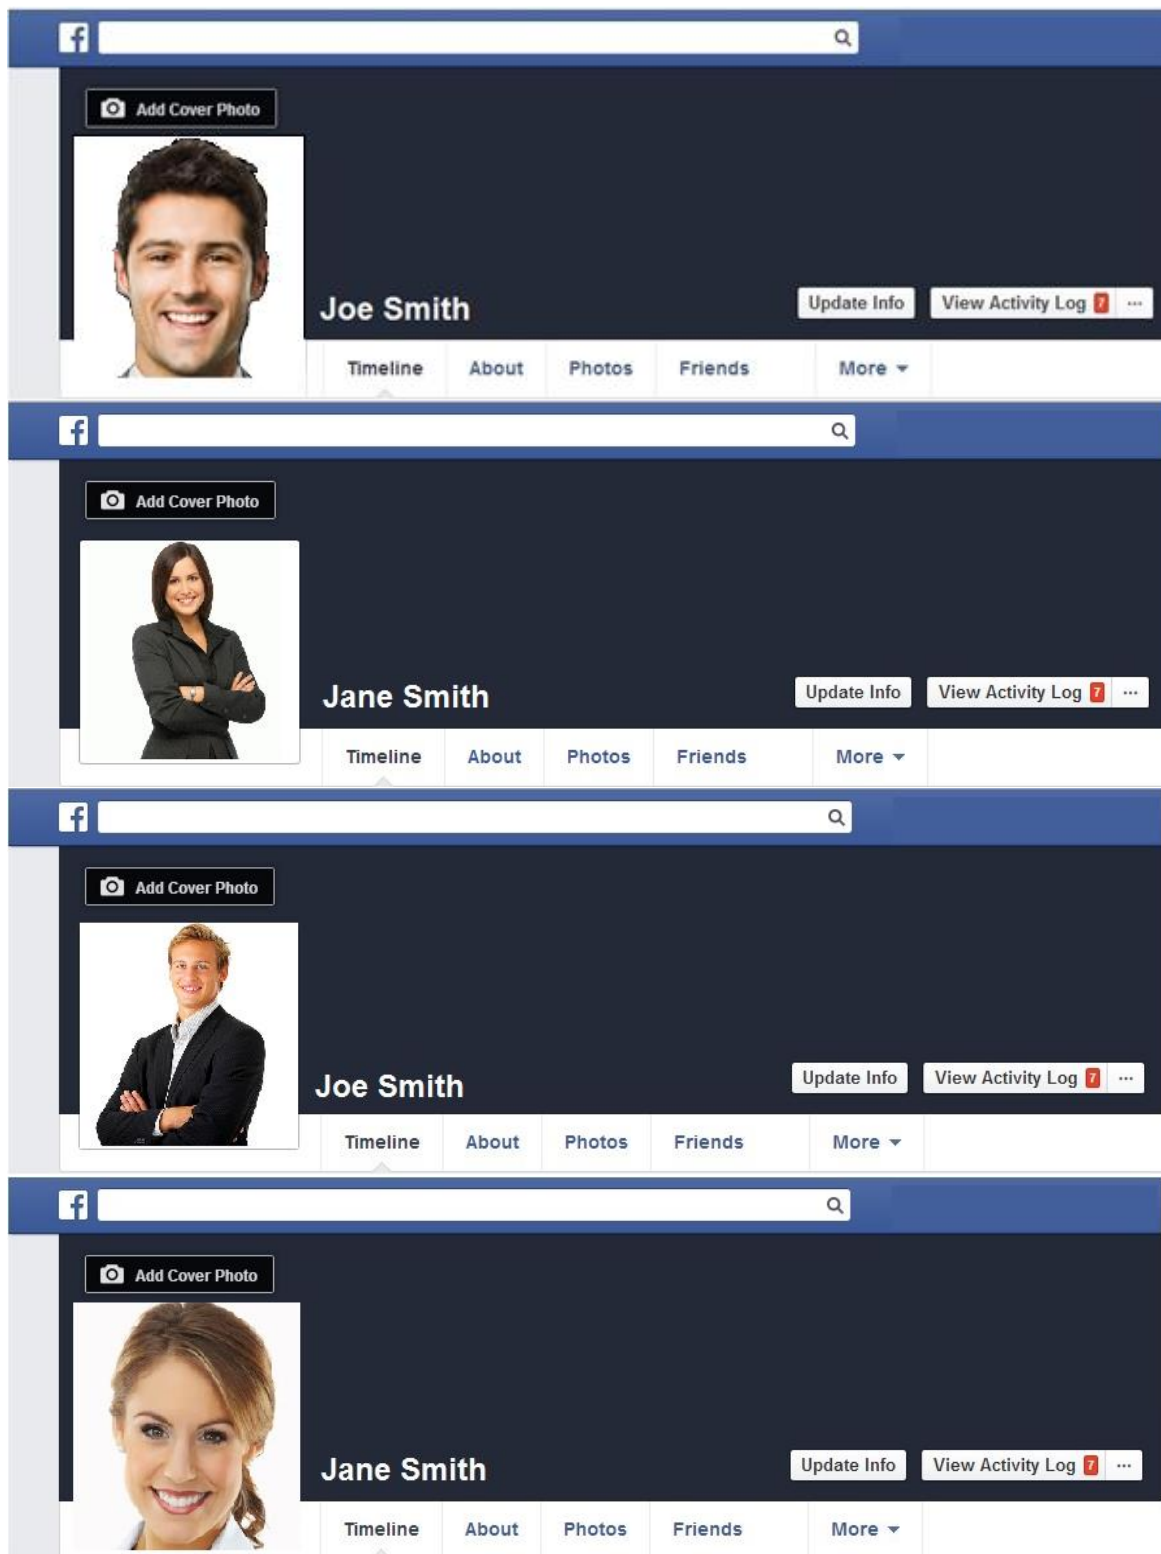 f
Add Cover Photo
Joe Smith
Update Info View Activity Log 7 ...
Timeline About Photos Friends More
f
Add Cover Photo
Jane Smith
Update Info View Activity Log 7 ...
Timeline About Photos Friends More
f
Add Cover Photo
Joe Smith
Update Info View Activity Log 7 ...
Timeline About Photos Friends More
f
Add Cover Photo
Jane Smith
Update Info View Activity Log 7 ...
Timeline About Photos Friends More